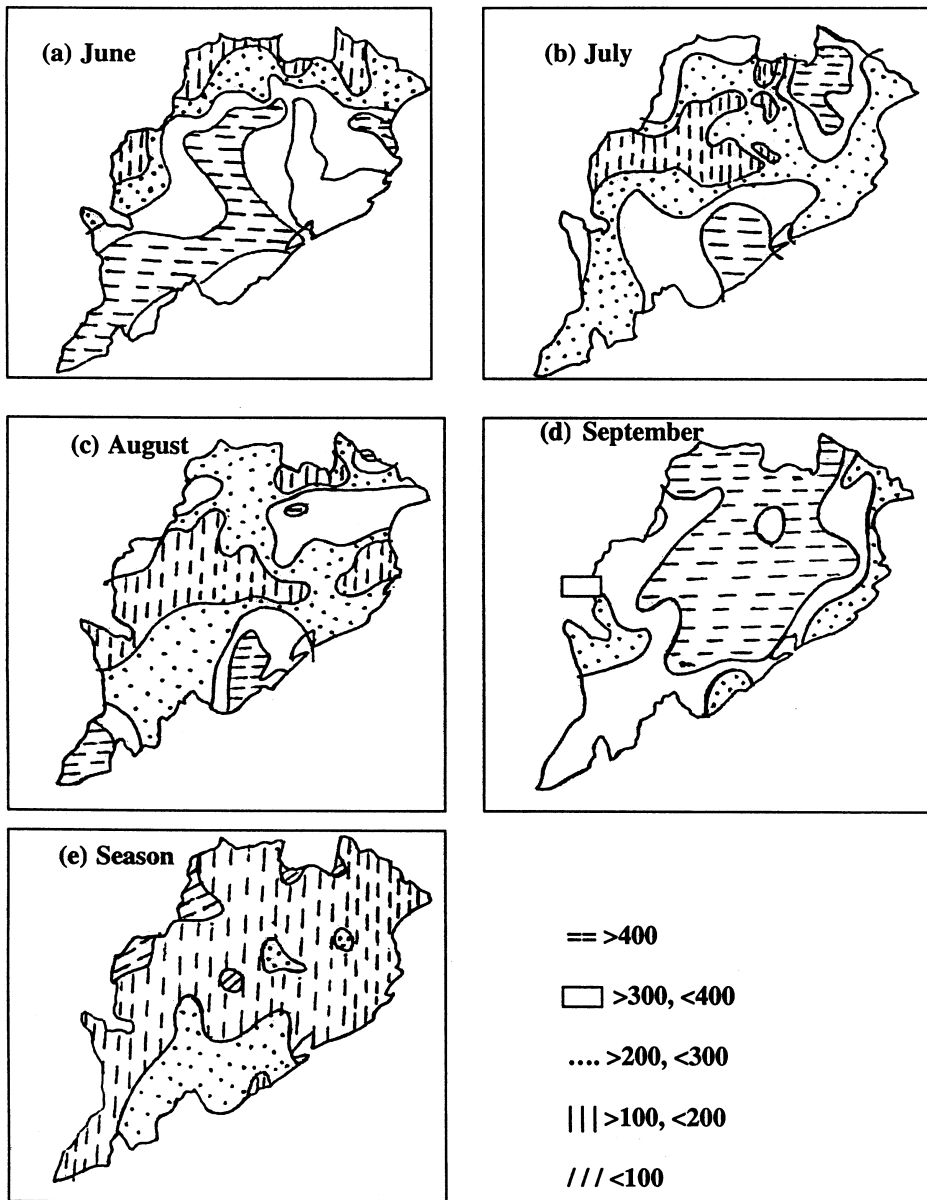 (a) June
(b) July
(c) August
(d) September
(e) Season
== >400
>300, <400
.... >200, <300
||| >100, <200
/ / / <100